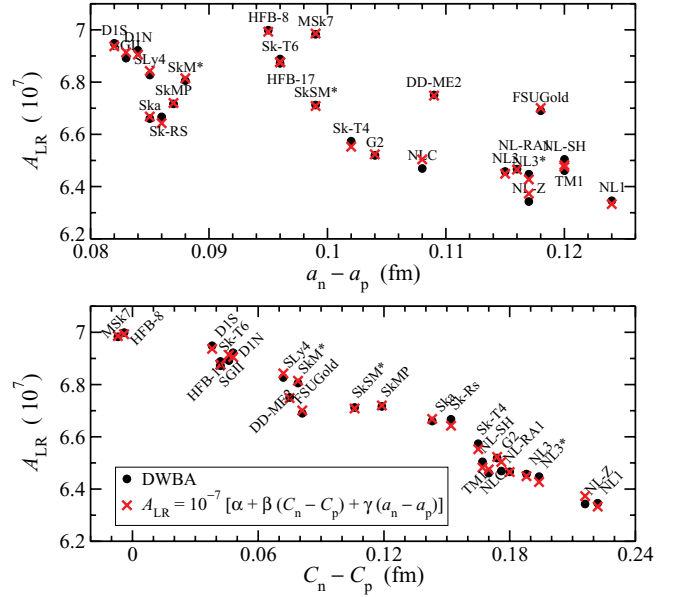 7
6.8
6.6
6.4
6.2
A_LR ( 10^7)
D1S
D1N
SGII
SLy4
SkM*
SkMP
Ska
Sk-RS
HFB-8
MSk7
Sk-T6
HFB-17
SkSM*
Sk-T4
G2
DD-ME2
NLC
FSUGold
NL-RA1
NL-SH
NL3
NL3*
NL-Z
TM1
NL1
0.08 0.09 0.1 0.11 0.12
a_n − a_p (fm)
7
6.8
6.6
6.4
6.2
A_LR ( 10^7)
MSk7
HFB-8
D1S
Sk-T6
D1N
HFB-17
SGII
SLy4
SkM*
FSUGold
DD-ME2
SkSM*
SkMP
Ska
Sk-Rs
Sk-T4
NL-SH
G2
NL-RA1
TM1
NLC
NL3
NL3*
NL-Z
NL1
DWBA
A_LR = 10^−7 [α + β (C_n − C_p) + γ (a_n − a_p)]
0 0.06 0.12 0.18 0.24
C_n − C_p (fm)